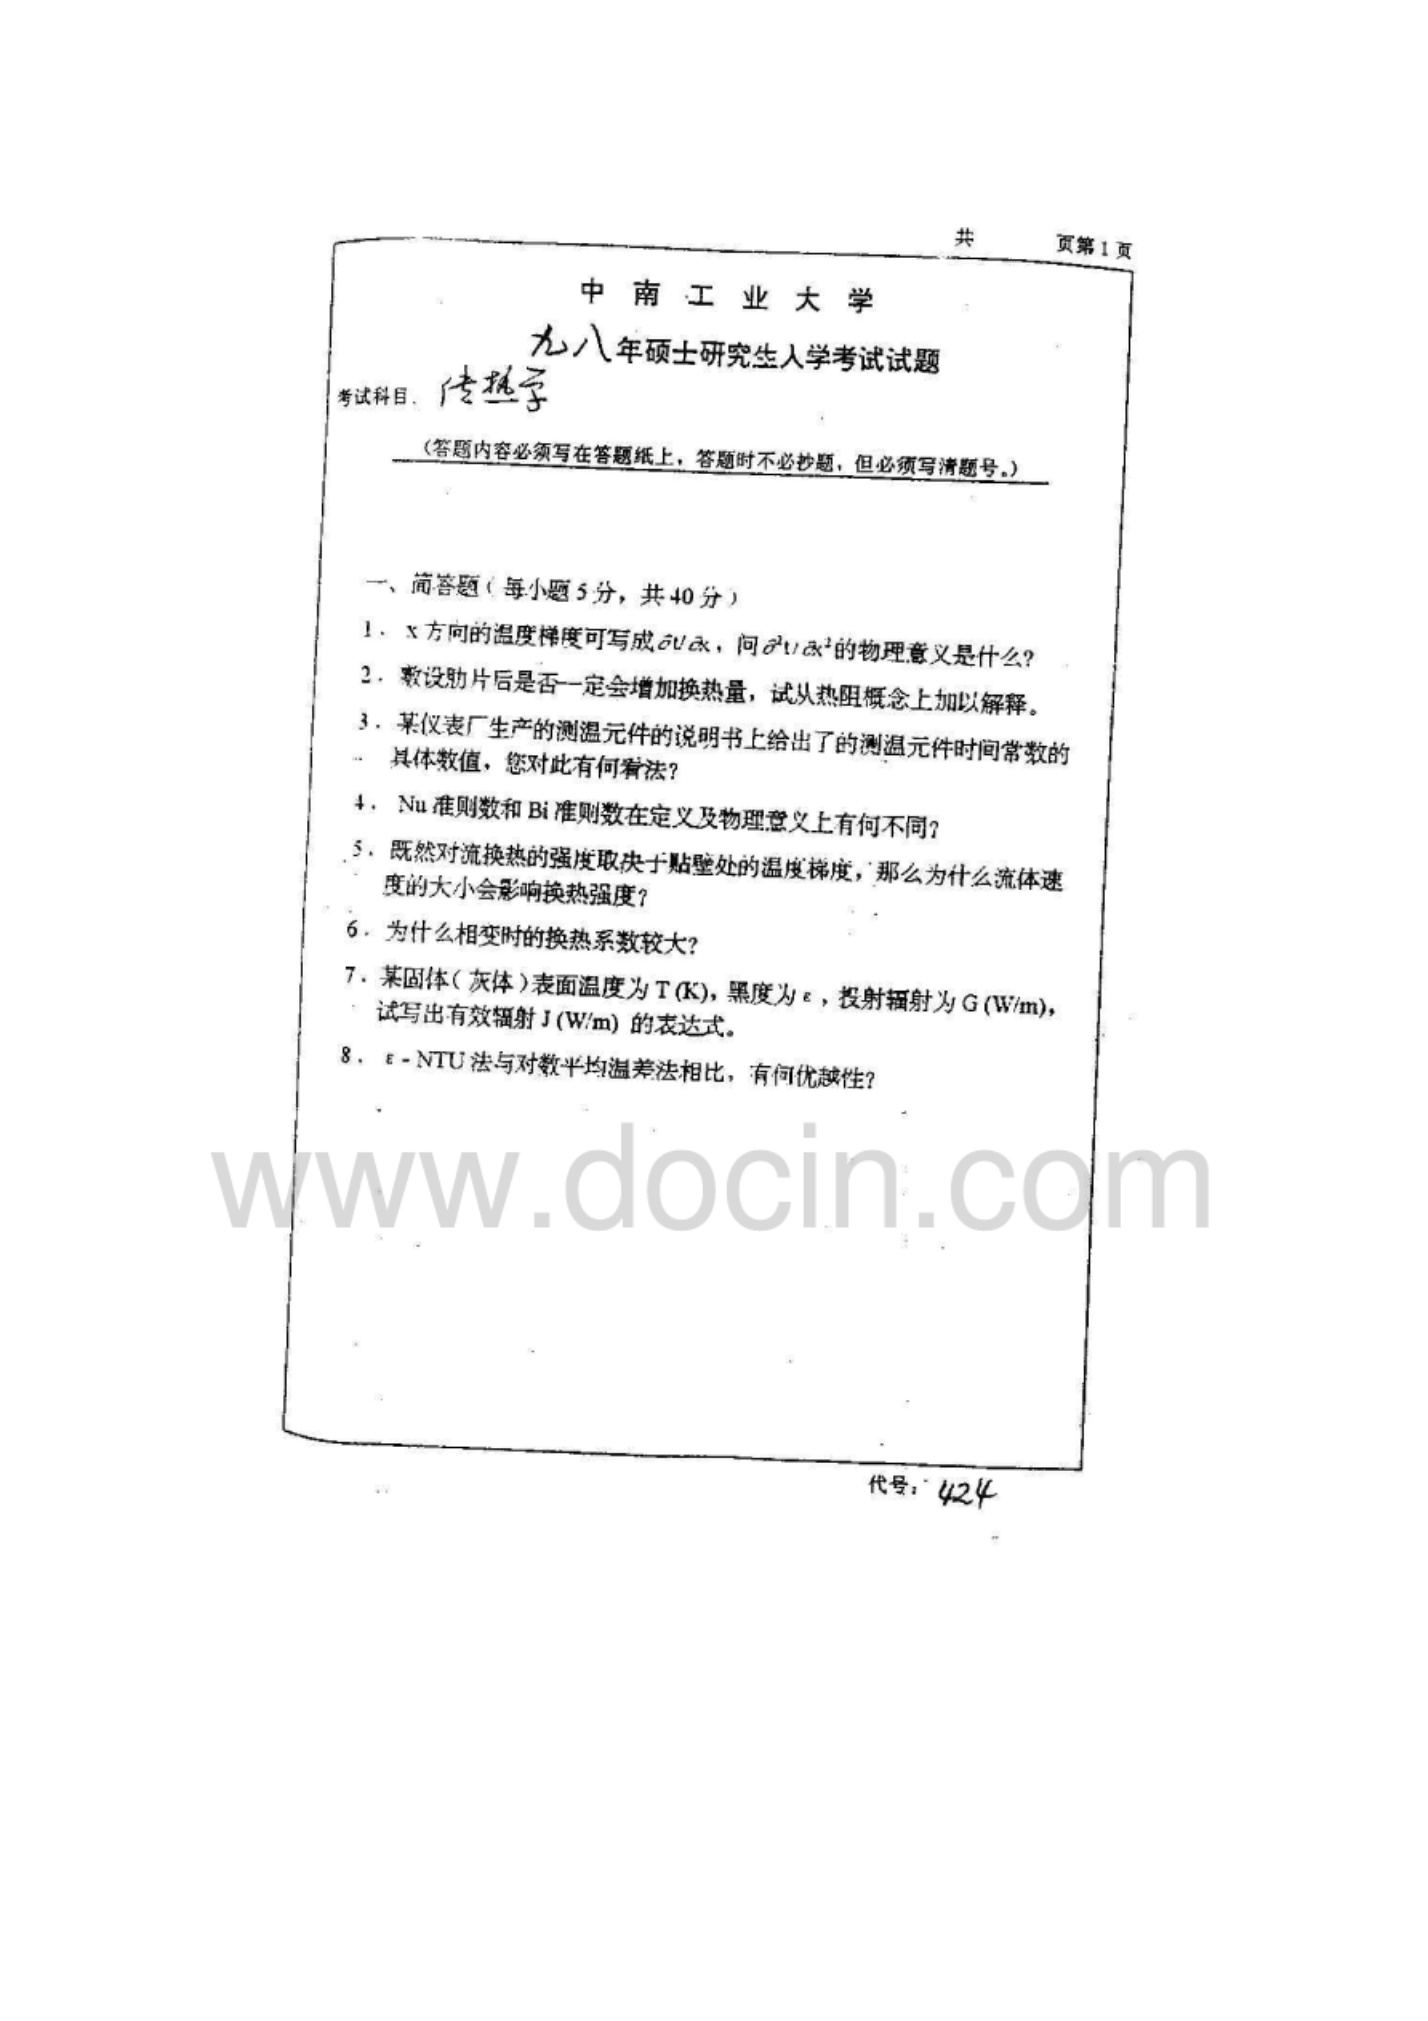 共 页第1页
中南工业大学
九八年硕士研究生入学考试试题
考试科目. 传热学
（答题内容必须写在答题纸上，答题时不必抄题，但必须写清题号。）
一、简答题（每小题5分，共40分）
1． x方向的温度梯度可写成∂t/∂x，问∂²t/∂x²的物理意义是什么？
2．敷设肋片后是否一定会增加换热量，试从热阻概念上加以解释。
3．某仪表厂生产的测温元件的说明书上给出了的测温元件时间常数的
具体数值，您对此有何看法？
4． Nu准则数和Bi准则数在定义及物理意义上有何不同？
5．既然对流换热的强度取决于贴壁处的温度梯度，那么为什么流体速
度的大小会影响换热强度？
6．为什么相变时的换热系数较大？
7．某固体（灰体）表面温度为T(K)，黑度为ε，投射辐射为G(W/m)，
试写出有效辐射J(W/m) 的表达式。
8． ε-NTU法与对数平均温差法相比，有何优越性？
www.docin.com
代号： 424